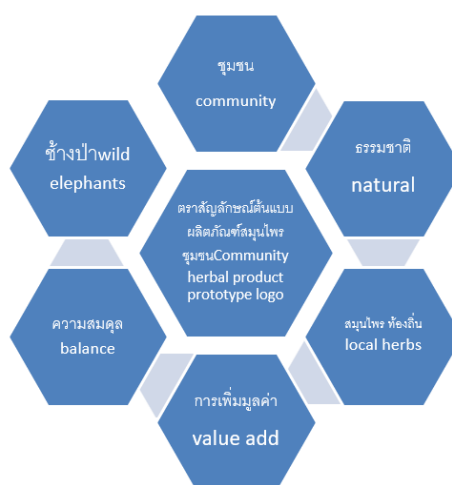 ชุมชน
community
ธรรมชาติ
natural
สมุนไพร ท้องถิ่น
local herbs
การเพิ่มมูลค่า
value add
ความสมดุล
balance
ช้างป่าwild
elephants
ตราสัญลักษณ์ต้นแบบ
ผลิตภัณฑ์สมุนไพร
ชุมชนCommunity
herbal product
prototype logo